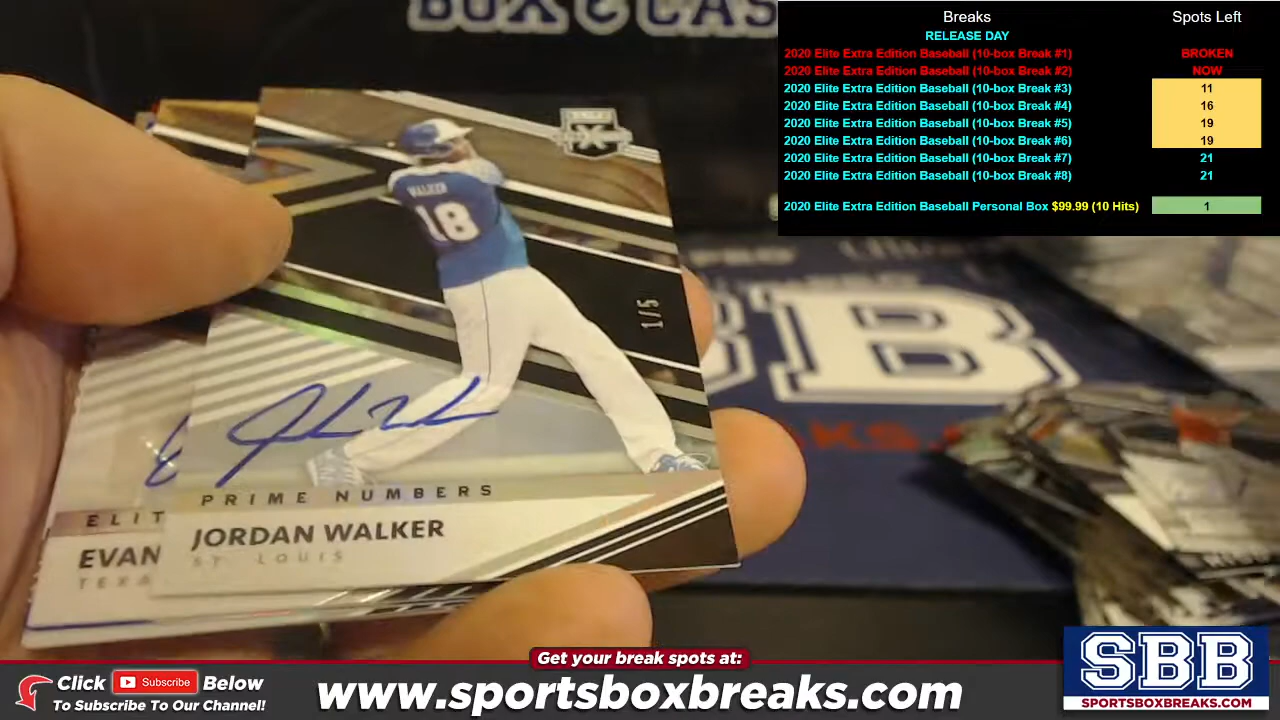 BOX & CAS
Breaks Spots Left
RELEASE DAY
2020 Elite Extra Edition Baseball (10-box Break #1) BROKEN
2020 Elite Extra Edition Baseball (10-box Break #2) NOW
2020 Elite Extra Edition Baseball (10-box Break #3) 11
2020 Elite Extra Edition Baseball (10-box Break #4) 16
2020 Elite Extra Edition Baseball (10-box Break #5) 19
2020 Elite Extra Edition Baseball (10-box Break #6) 19
2020 Elite Extra Edition Baseball (10-box Break #7) 21
2020 Elite Extra Edition Baseball (10-box Break #8) 21
2020 Elite Extra Edition Baseball Personal Box $99.99 (10 Hits) 1
WALKER
18
1/5
B
PRIME NUMBERS
JORDAN WALKER
ST. LOUIS
ELIT
EVAN
TEXA
Get your break spots at:
Click Subscribe Below
To Subscribe To Our Channel!
www.sportsboxbreaks.com
SBB
SPORTSBOXBREAKS.COM